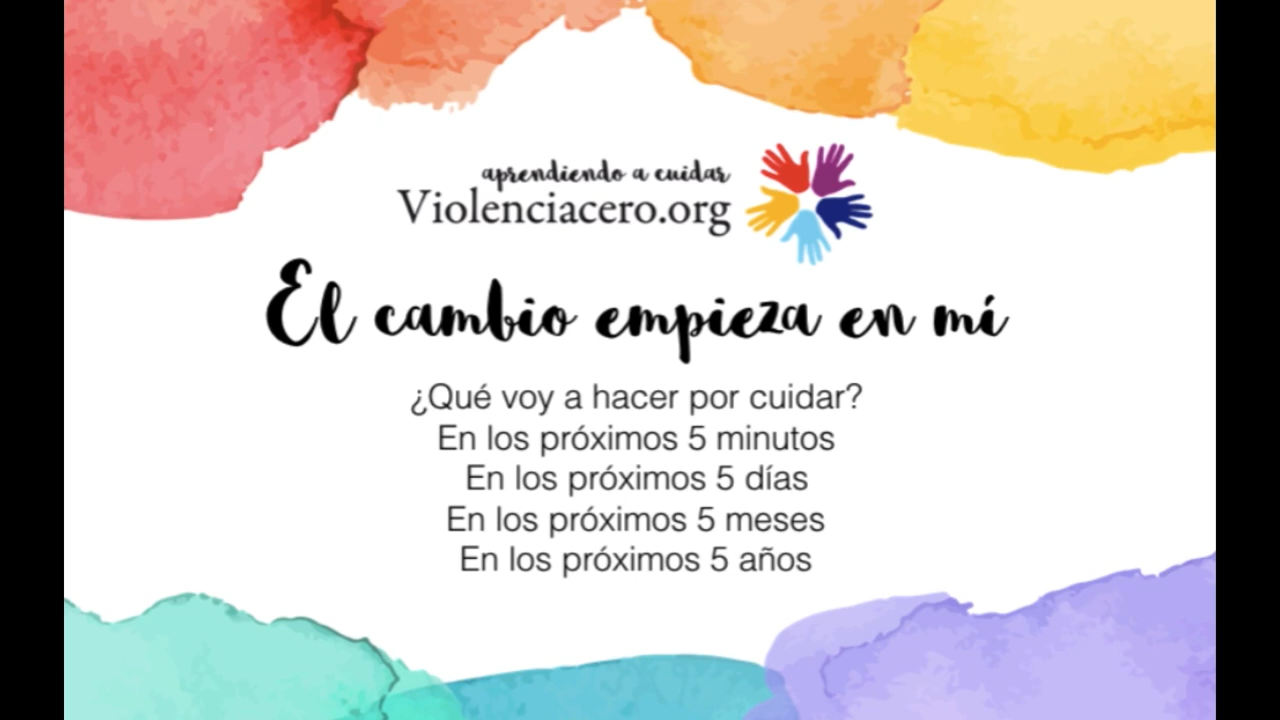 aprendiendo a cuidar
Violenciacero.org
El cambio empieza en mí
¿Qué voy a hacer por cuidar?
En los próximos 5 minutos
En los próximos 5 días
En los próximos 5 meses
En los próximos 5 años